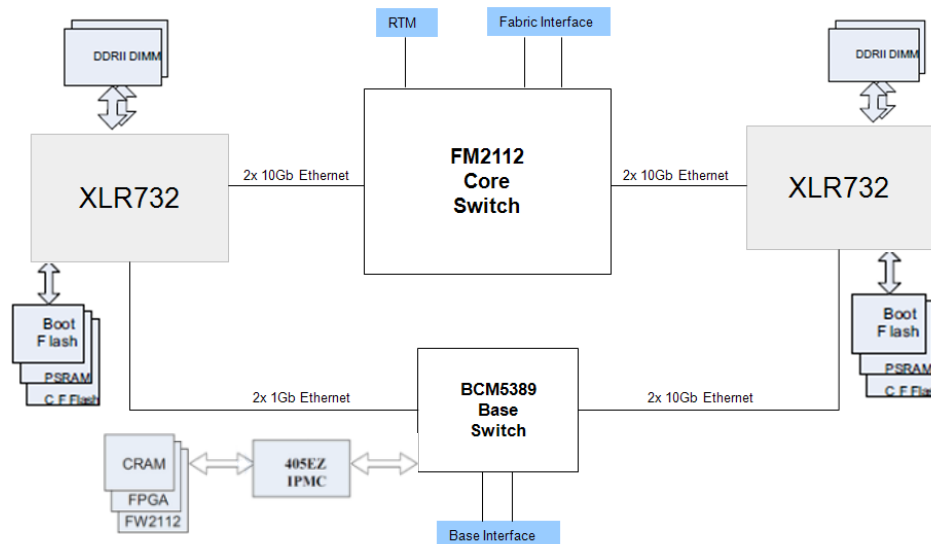 RTM
Fabric Interface
DDRII DIMM
DDRII DIMM
FM2112
Core
Switch
2x 10Gb Ethernet
2x 10Gb Ethernet
XLR732
XLR732
Boot
Flash
PSRAM
C F Flash
Boot
Flash
PSRAM
C F Flash
2x 1Gb Ethernet
BCM5389
Base
Switch
2x 10Gb Ethernet
CRAM
FPGA
FW2112
405EZ
IPMC
Base Interface